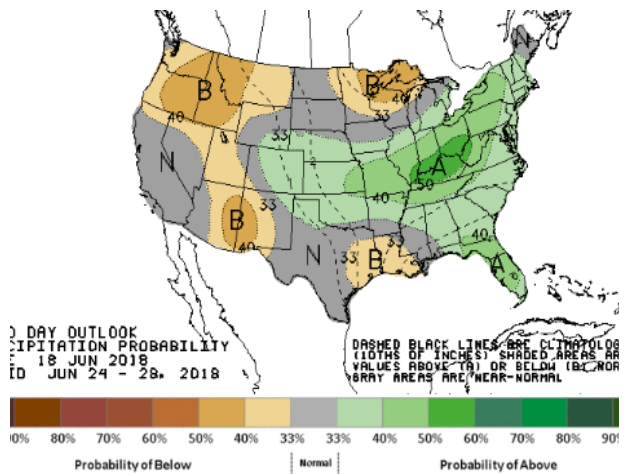 N
B
B
40
40
33
33
N
A
50
40
33
B
40
N
33
33
B
40
A
0 DAY OUTLOOK
CIPITATION PROBABILITY
18 JUN 2018
ED JUN 24 - 28, 2018
DASHED BLACK LINES ARE CLIMATOLOG
(10THS OF INCHES) SHADED AREAS AR
VALUES ABOVE (A) OR BELOW (B) NOR
GRAY AREAS ARE NEAR-NORMAL
0% 80% 70% 60% 50% 40% 33% 33% 40% 50% 60% 70% 80% 90%
Probability of Below Normal Probability of Above